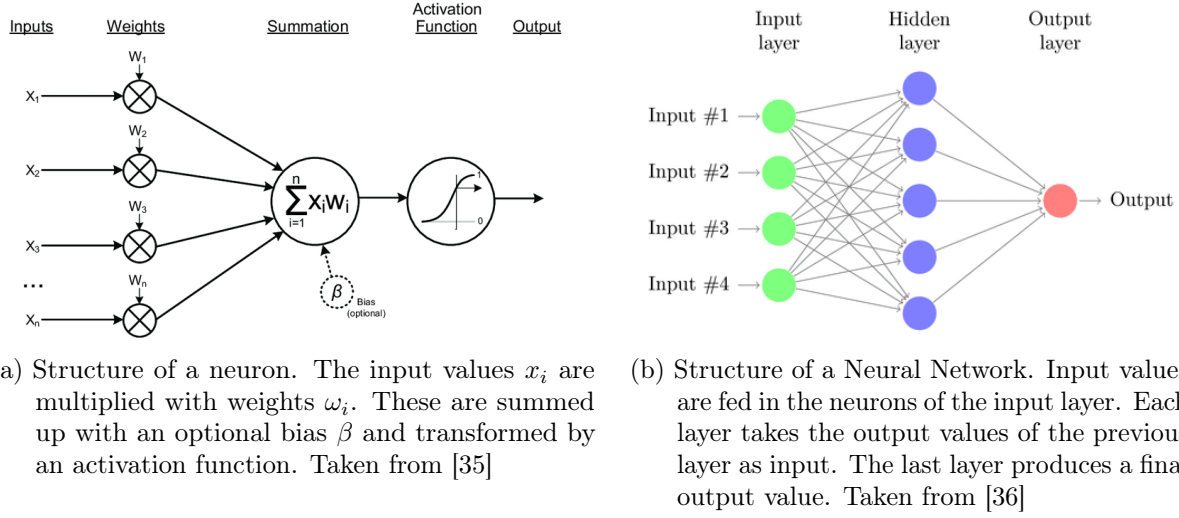 Inputs
Weights
Summation
Activation
Function
Output
W1
X1
W2
X2
W3
X3
...
Wn
Xn
n
∑ xiwi
i=1
1
0
β
Bias
(optional)
Input
layer
Hidden
layer
Output
layer
Input #1
Input #2
Input #3
Input #4
Output
a) Structure of a neuron. The input values xi are
multiplied with weights ωi. These are summed
up with an optional bias β and transformed by
an activation function. Taken from [35]
(b) Structure of a Neural Network. Input value
are fed in the neurons of the input layer. Each
layer takes the output values of the previou
layer as input. The last layer produces a fina
output value. Taken from [36]